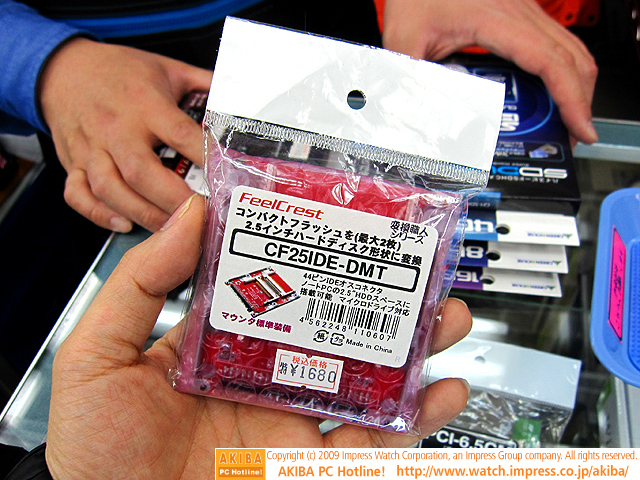 FeelCrest
変換職人
シリーズ
コンパクトフラッシュを(最大2枚)
2.5インチハードディスク形状に変換
CF25IDE-DMT
44ピンIDEオスコネクタ
ノートPCの2.5"HDDスペースに
搭載可能 マイクロドライブ対応
マウンタ標準装備
4562248110607
紙 プラ Made in China
税込価格
¥1680
AKIBA
PC Hotline!
Copyright (c) 2009 Impress Watch Corporation, an Impress Group company. All rights reserved.
AKIBA PC Hotline! http://www.watch.impress.co.jp/akiba/